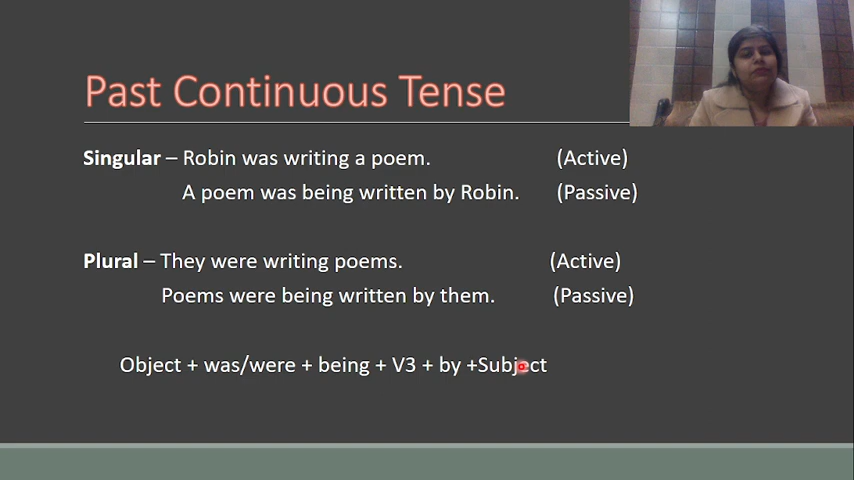 Past Continuous Tense
Singular – Robin was writing a poem. (Active)
A poem was being written by Robin. (Passive)
Plural – They were writing poems. (Active)
Poems were being written by them. (Passive)
Object + was/were + being + V3 + by +Subject